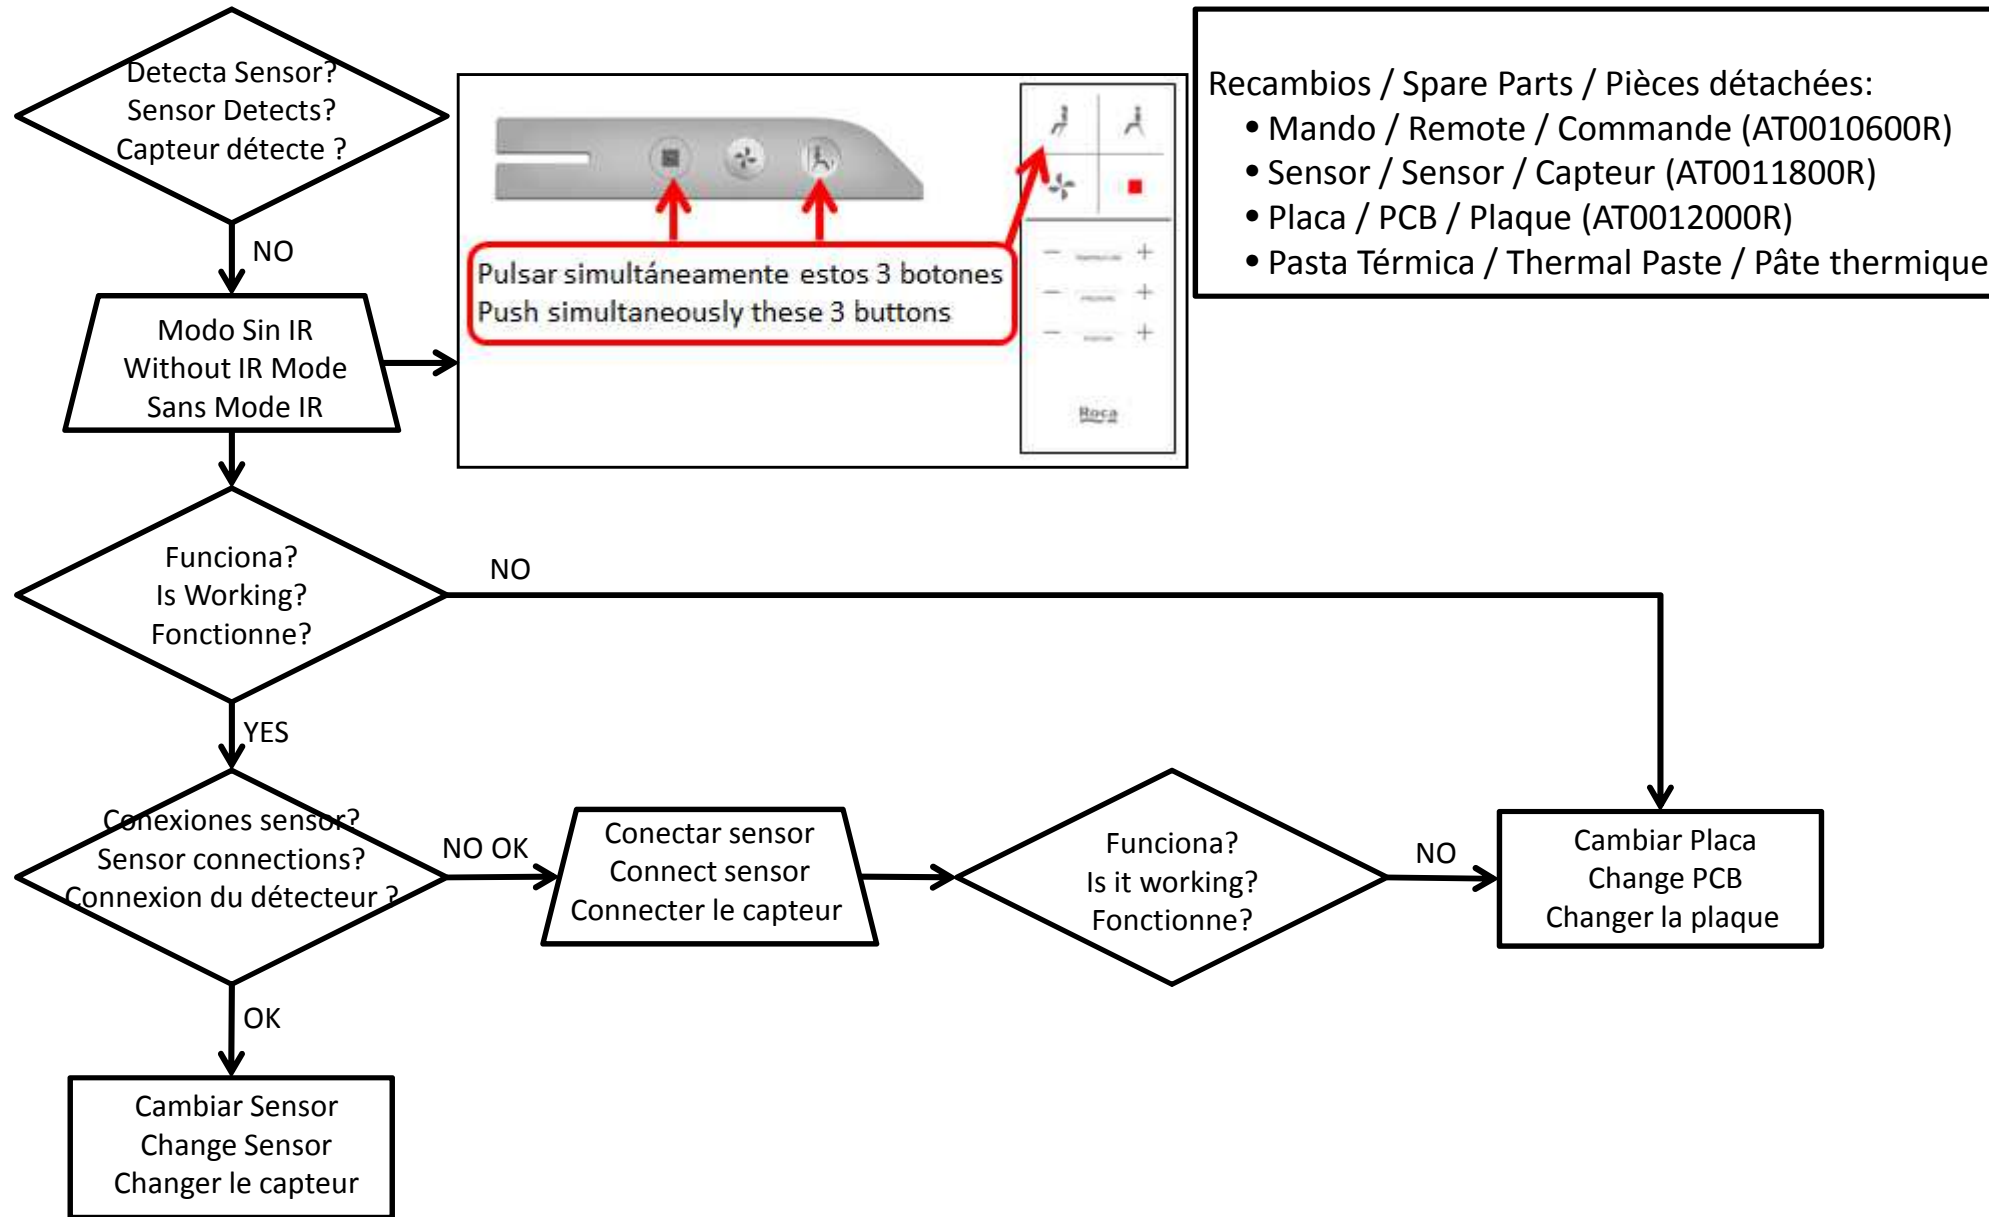 Detecta Sensor?
Sensor Detects?
Capteur détecte ?
NO
Modo Sin IR
Without IR Mode
Sans Mode IR
Pulsar simultáneamente estos 3 botones
Push simultaneously these 3 buttons
Roca
Recambios / Spare Parts / Pièces détachées:
• Mando / Remote / Commande (AT0010600R)
• Sensor / Sensor / Capteur (AT0011800R)
• Placa / PCB / Plaque (AT0012000R)
• Pasta Térmica / Thermal Paste / Pâte thermique
Funciona?
Is Working?
Fonctionne?
NO
YES
Conexiones sensor?
Sensor connections?
Connexion du détecteur ?
NO OK
Conectar sensor
Connect sensor
Connecter le capteur
Funciona?
Is it working?
Fonctionne?
NO
Cambiar Placa
Change PCB
Changer la plaque
OK
Cambiar Sensor
Change Sensor
Changer le capteur